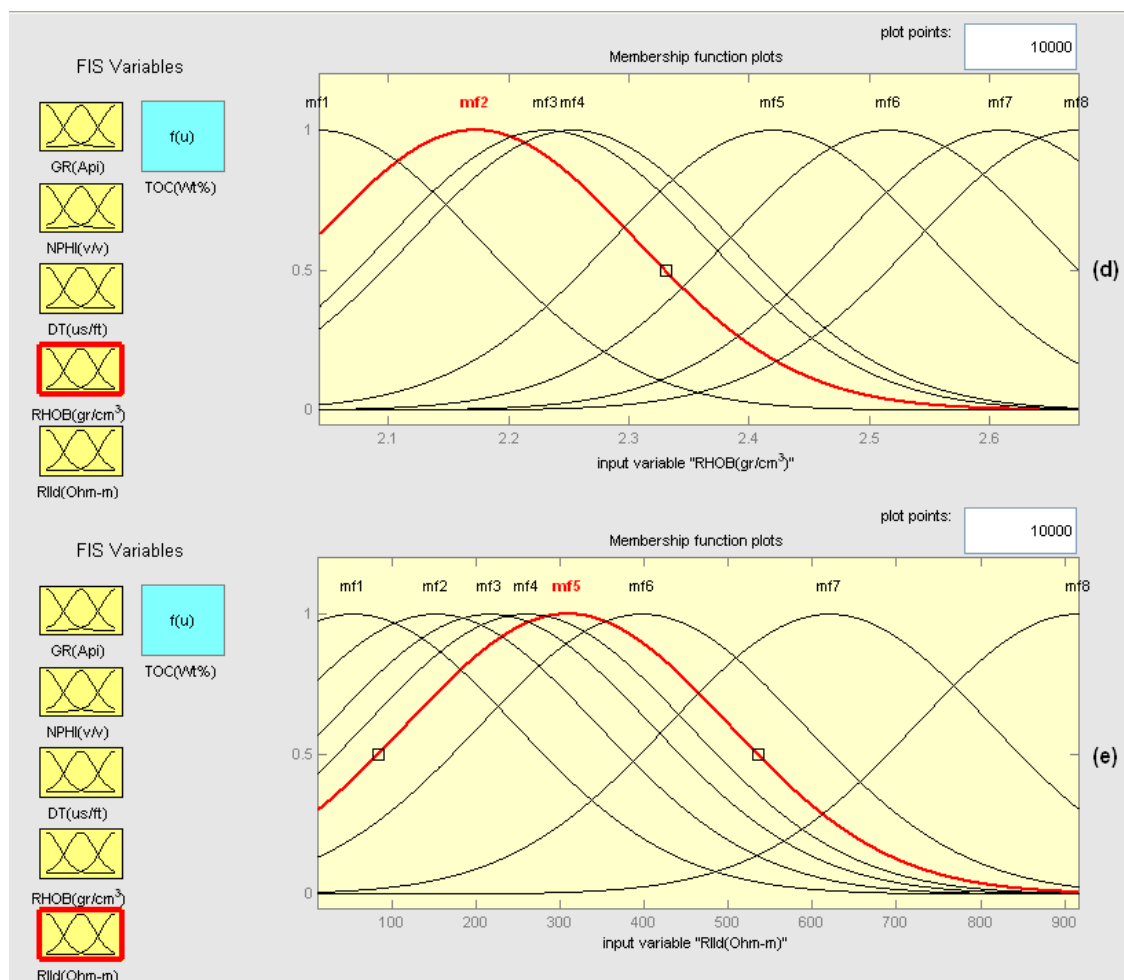 plot points:
10000
FIS Variables
Membership function plots
mf1 mf2 mf3 mf4 mf5 mf6 mf7 mf8
f(u)
GR(Api)
TOC(Wt%)
NPHI(v/v)
DT(us/ft)
RHOB(gr/cm³)
Rlld(Ohm-m)
1
0.5
0
2.1 2.2 2.3 2.4 2.5 2.6
input variable "RHOB(gr/cm³)"
(d)
plot points:
10000
FIS Variables
Membership function plots
mf1 mf2 mf3 mf4 mf5 mf6 mf7 mf8
f(u)
GR(Api)
TOC(Wt%)
NPHI(v/v)
DT(us/ft)
RHOB(gr/cm³)
Rlld(Ohm-m)
1
0.5
0
100 200 300 400 500 600 700 800 900
input variable "Rlld(Ohm-m)"
(e)